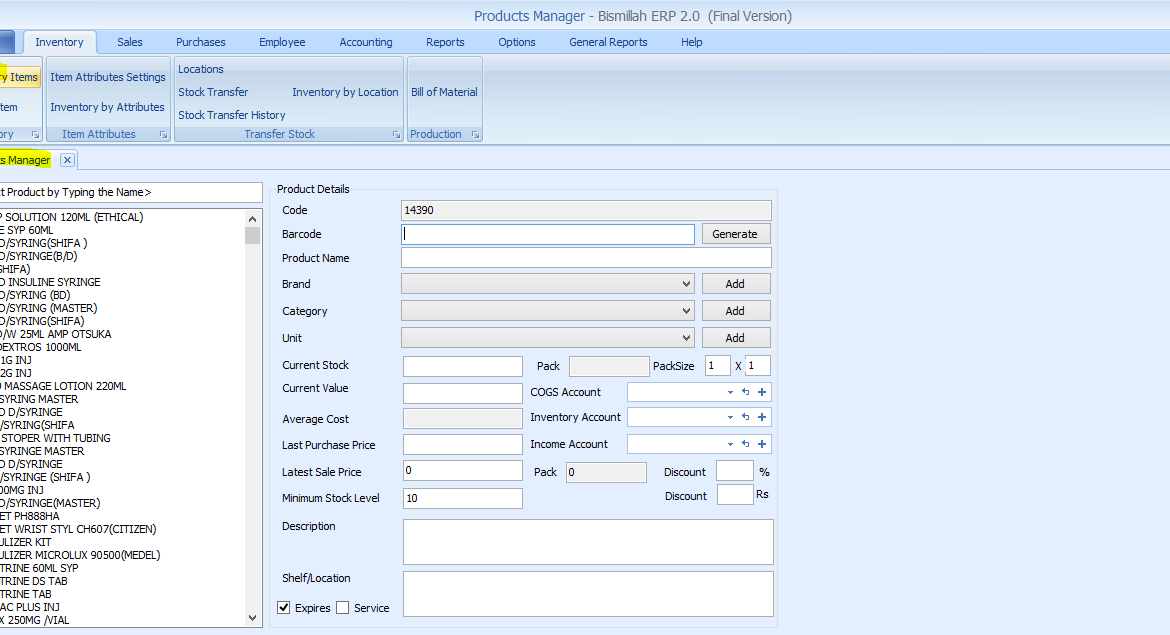 Products Manager - Bismillah ERP 2.0 (Final Version)
Inventory Sales Purchases Employee Accounting Reports Options General Reports Help
ry Items
tem
ory
Item Attributes Settings
Inventory by Attributes
Item Attributes
Locations
Stock Transfer Inventory by Location
Stock Transfer History
Transfer Stock
Bill of Material
Production
ts Manager
t Product by Typing the Name>
P SOLUTION 120ML (ETHICAL)
E SYP 60ML
D/SYRING(SHIFA )
D/SYRINGE(B/D)
SHIFA)
D INSULINE SYRINGE
D/SYRING (BD)
D/SYRING (MASTER)
D/SYRING(SHIFA)
D/W 25ML AMP OTSUKA
DEXTROS 1000ML
1G INJ
2G INJ
O MASSAGE LOTION 220ML
SYRING MASTER
D D/SYRINGE
/SYRING(SHIFA
STOPER WITH TUBING
SYRINGE MASTER
D D/SYRINGE
/SYRINGE (SHIFA )
00MG INJ
D/SYRINGE(MASTER)
ET PH888HA
ET WRIST STYL CH607(CITIZEN)
ULIZER KIT
ULIZER MICROLUX 90500(MEDEL)
TRINE 60ML SYP
TRINE DS TAB
TRINE TAB
AC PLUS INJ
X 250MG /VIAL
Product Details
Code 14390
Barcode Generate
Product Name
Brand Add
Category Add
Unit Add
Current Stock Pack PackSize 1 X 1
Current Value COGS Account
Average Cost Inventory Account
Last Purchase Price Income Account
Latest Sale Price 0 Pack 0 Discount %
Minimum Stock Level 10 Discount Rs
Description
Shelf/Location
Expires Service